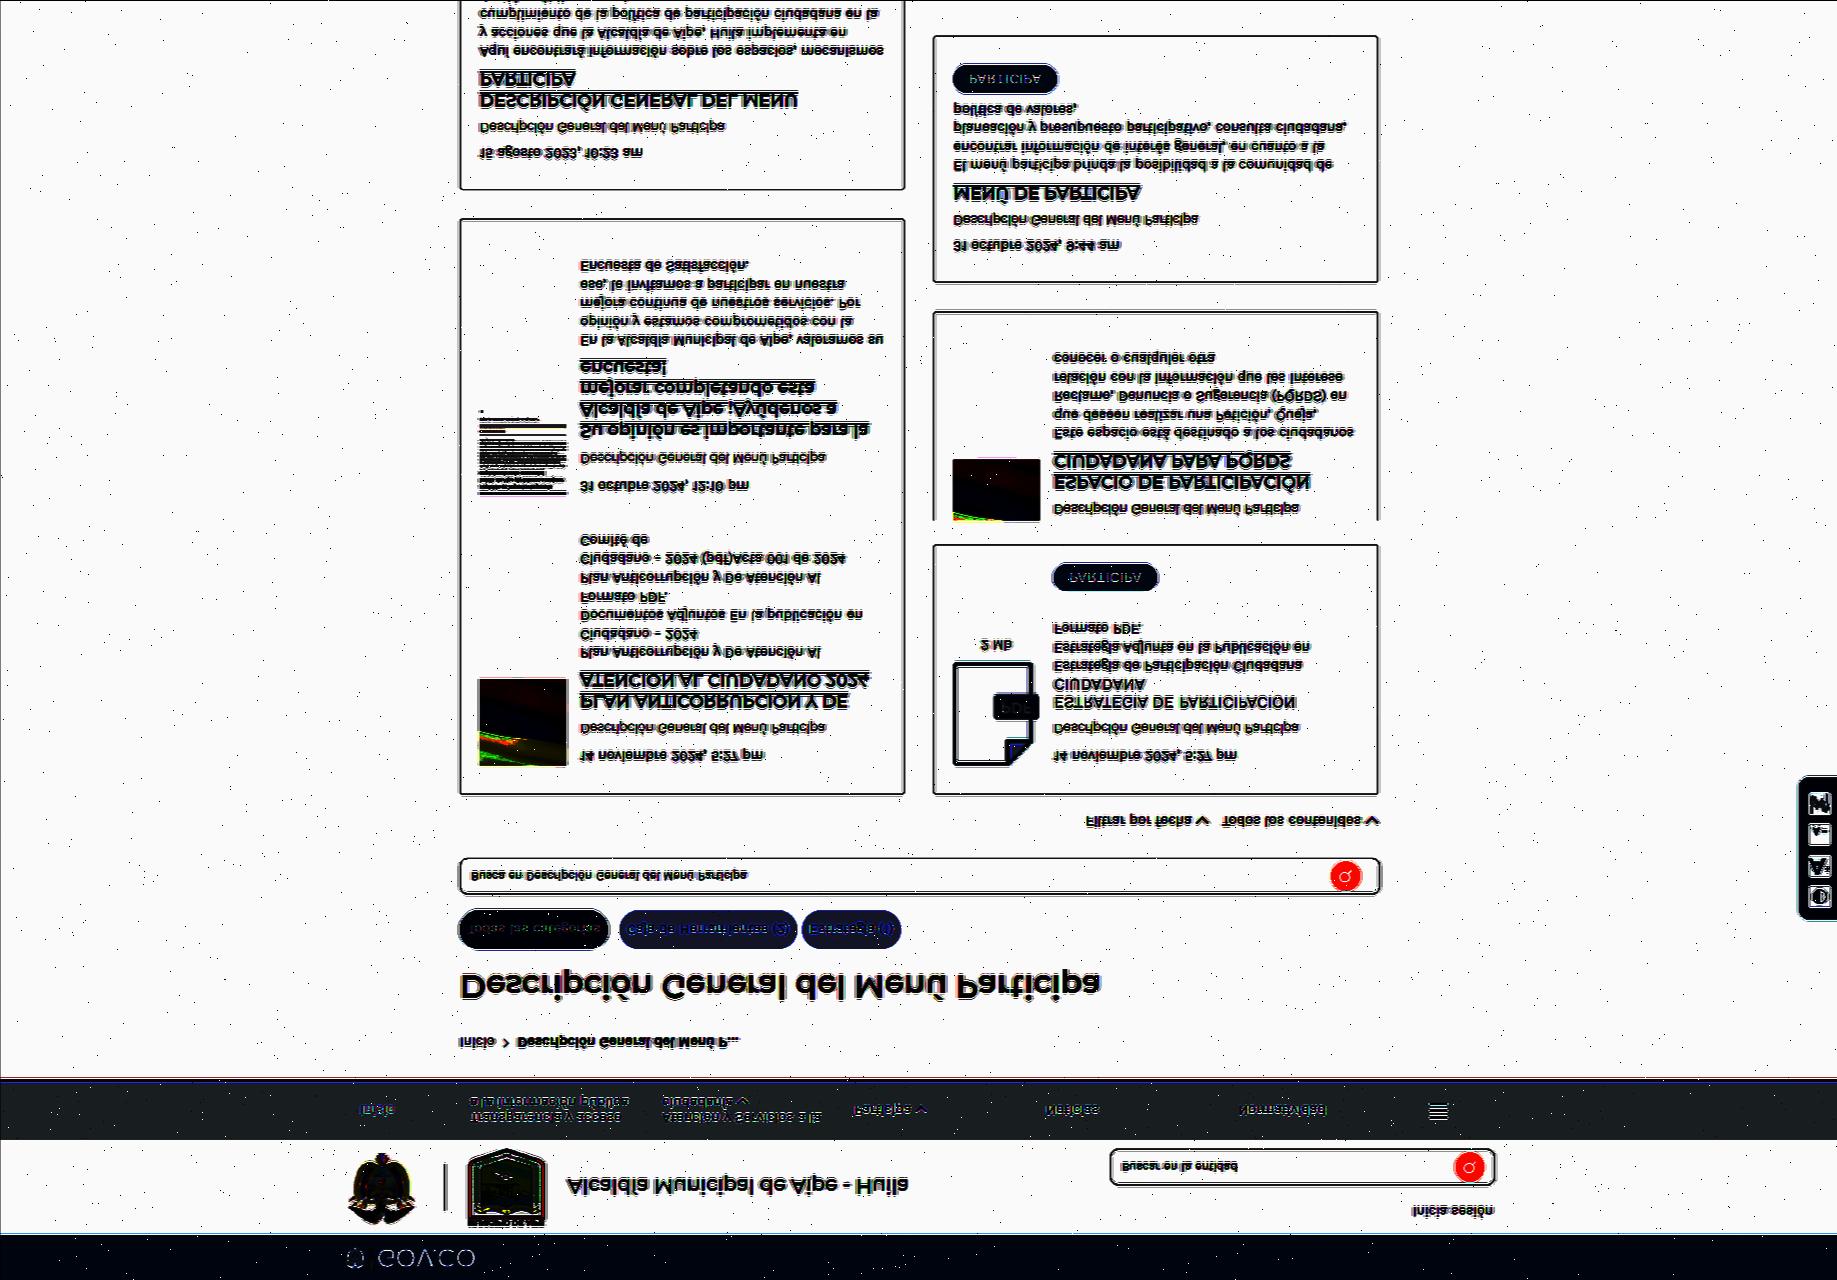 GOV.CO
Inicia sesión
Alcaldía Municipal de Aipe - Huila
Buscar en la entidad
Inicio
Transparencia y acceso
a la información pública
Atención y Servicios a la
ciudadanía
Participa
Noticias
Normatividad
Inicio > Descripción General del Menú P...
Descripción General del Menú Participa
Todas las categorías
Caja de Herramientas (2)
Estrategia (1)
Busca en Descripción General del Menú Participa
Filtrar por fecha
Todos los contenidos
14 noviembre 2024, 5:27 pm
Descripción General del Menú Participa
PLAN ANTICORRUPCION Y DE
ATENCION AL CIUDADANO 2024
Plan Anticorrupción y De Atención Al
Ciudadano – 2024
Documentos Adjuntos En la publicación en
Formato PDF.
Plan Anticorrupción y De Atención Al
Ciudadano – 2024 (pdf)Acta 001 de 2024
Comité de
31 octubre 2024, 12:10 pm
Descripción General del Menú Participa
Su opinión es importante para la
Alcaldía de Aipe ¡Ayúdenos a
mejorar completando esta
encuesta!
En la Alcaldía Municipal de Aipe, valoramos su
opinión y estamos comprometidos con la
mejora continua de nuestros servicios. Por
eso, le invitamos a participar en nuestra
Encuesta de Satisfacción.
15 agosto 2023, 10:23 am
Descripción General del Menú Participa
DESCRIPCIÓN GENERAL DEL MENU
PARTICIPA
Aquí encontrará información sobre los espacios, mecanismos
y acciones que la Alcaldía de Aipe, Huila implementa en
cumplimiento de la política de participación ciudadana en la
14 noviembre 2024, 5:27 pm
Descripción General del Menú Participa
ESTRATEGIA DE PARTICIPACION
CIUDADANA
Estrategia de Participación Ciudadana
Estrategia Adjunta en la Publicación en
Formato PDF.
PDF
2 Mb
PARTICIPA
Descripción General del Menú Participa
ESPACIO DE PARTICIPACIÓN
CIUDADANA PARA PQRDS
Este espacio está destinado a los ciudadanos
que deseen realizar una Petición, Queja,
Reclamo, Denuncia o Sugerencia (PQRDS) en
relación con la información que les interese
conocer o cualquier otra
31 octubre 2024, 9:44 am
Descripción General del Menú Participa
MENÚ DE PARTICIPA
El menú participa brinda la posibilidad a la comunidad de
encontrar información de interés general, en cuanto a la
planeación y presupuesto participativo, consulta ciudadana,
política de valores,
PARTICIPA